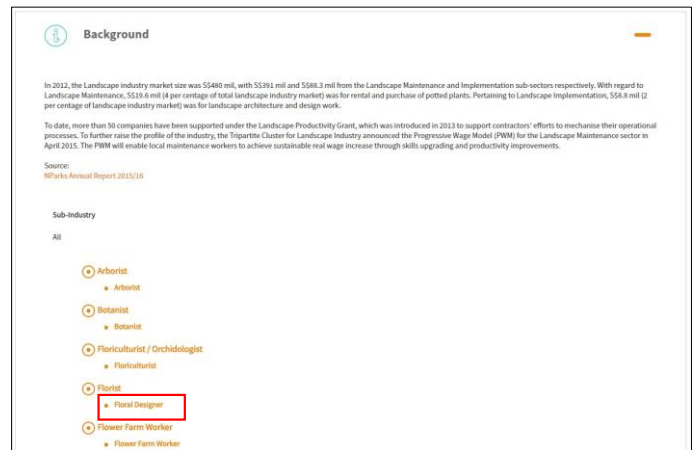 Background
In 2012, the Landscape industry market size was S$480 mil, with S$391 mil and S$88.3 mil from the Landscape Maintenance and Implementation sub-sectors respectively. With regard to
Landscape Maintenance, S$19.6 mil (4 per centage of total landscape industry market) was for rental and purchase of potted plants. Pertaining to Landscape Implementation, S$8.8 mil (2
per centage of landscape industry market) was for landscape architecture and design work.
To date, more than 50 companies have been supported under the Landscape Productivity Grant, which was introduced in 2013 to support contractors' efforts to mechanise their operational
processes. To further raise the profile of the industry, the Tripartite Cluster for Landscape Industry announced the Progressive Wage Model (PWM) for the Landscape Maintenance sector in
April 2015. The PWM will enable local maintenance workers to achieve sustainable real wage increase through skills upgrading and productivity improvements.
Source:
NParks Annual Report 2015/16
Sub-Industry
All
Arborist
Arborist
Botanist
Botanist
Floriculturist / Orchidologist
Floriculturist
Florist
Floral Designer
Flower Farm Worker
Flower Farm Worker